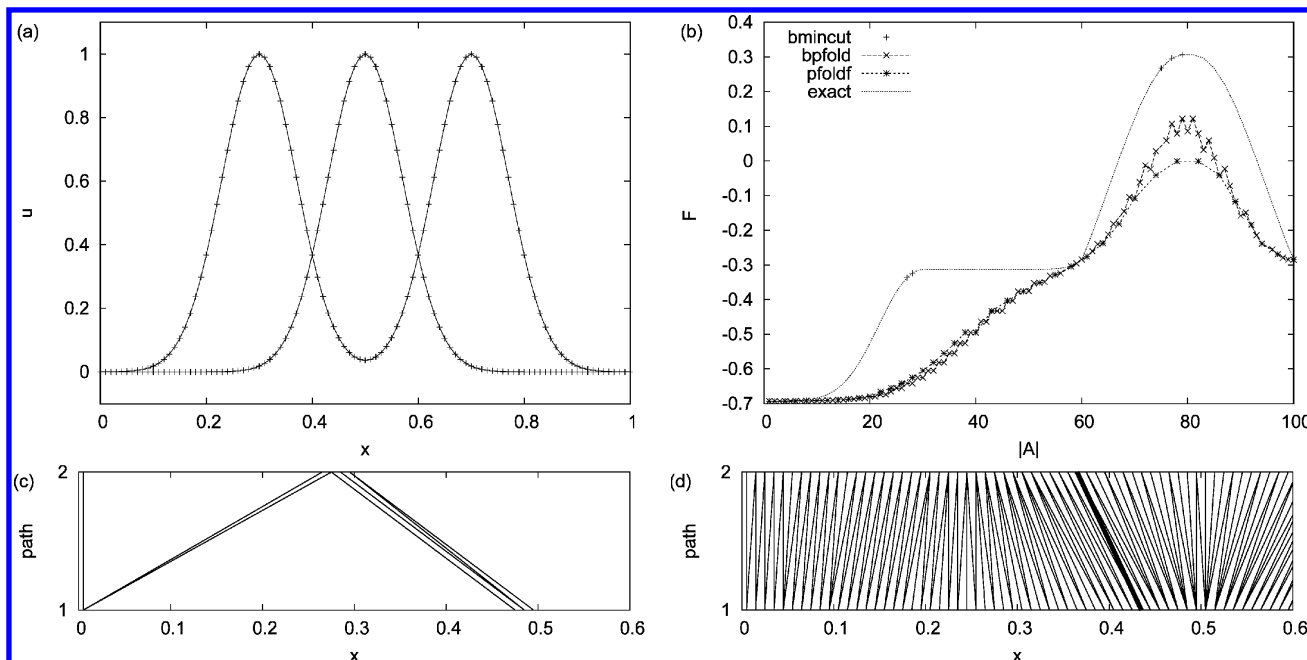 (a)
1
0.8
0.6
0.4
0.2
0
u
0 0.2 0.4 0.6 0.8 1
x
(b)
bmincut
bpfold
pfoldf
exact
0.4
0.3
0.2
0.1
0
-0.1
-0.2
-0.3
-0.4
-0.5
-0.6
-0.7
F
0 20 40 60 80 100
|A|
(c)
2
1
path
0 0.1 0.2 0.3 0.4 0.5 0.6
x
(d)
2
1
path
0 0.1 0.2 0.3 0.4 0.5 0.6
x